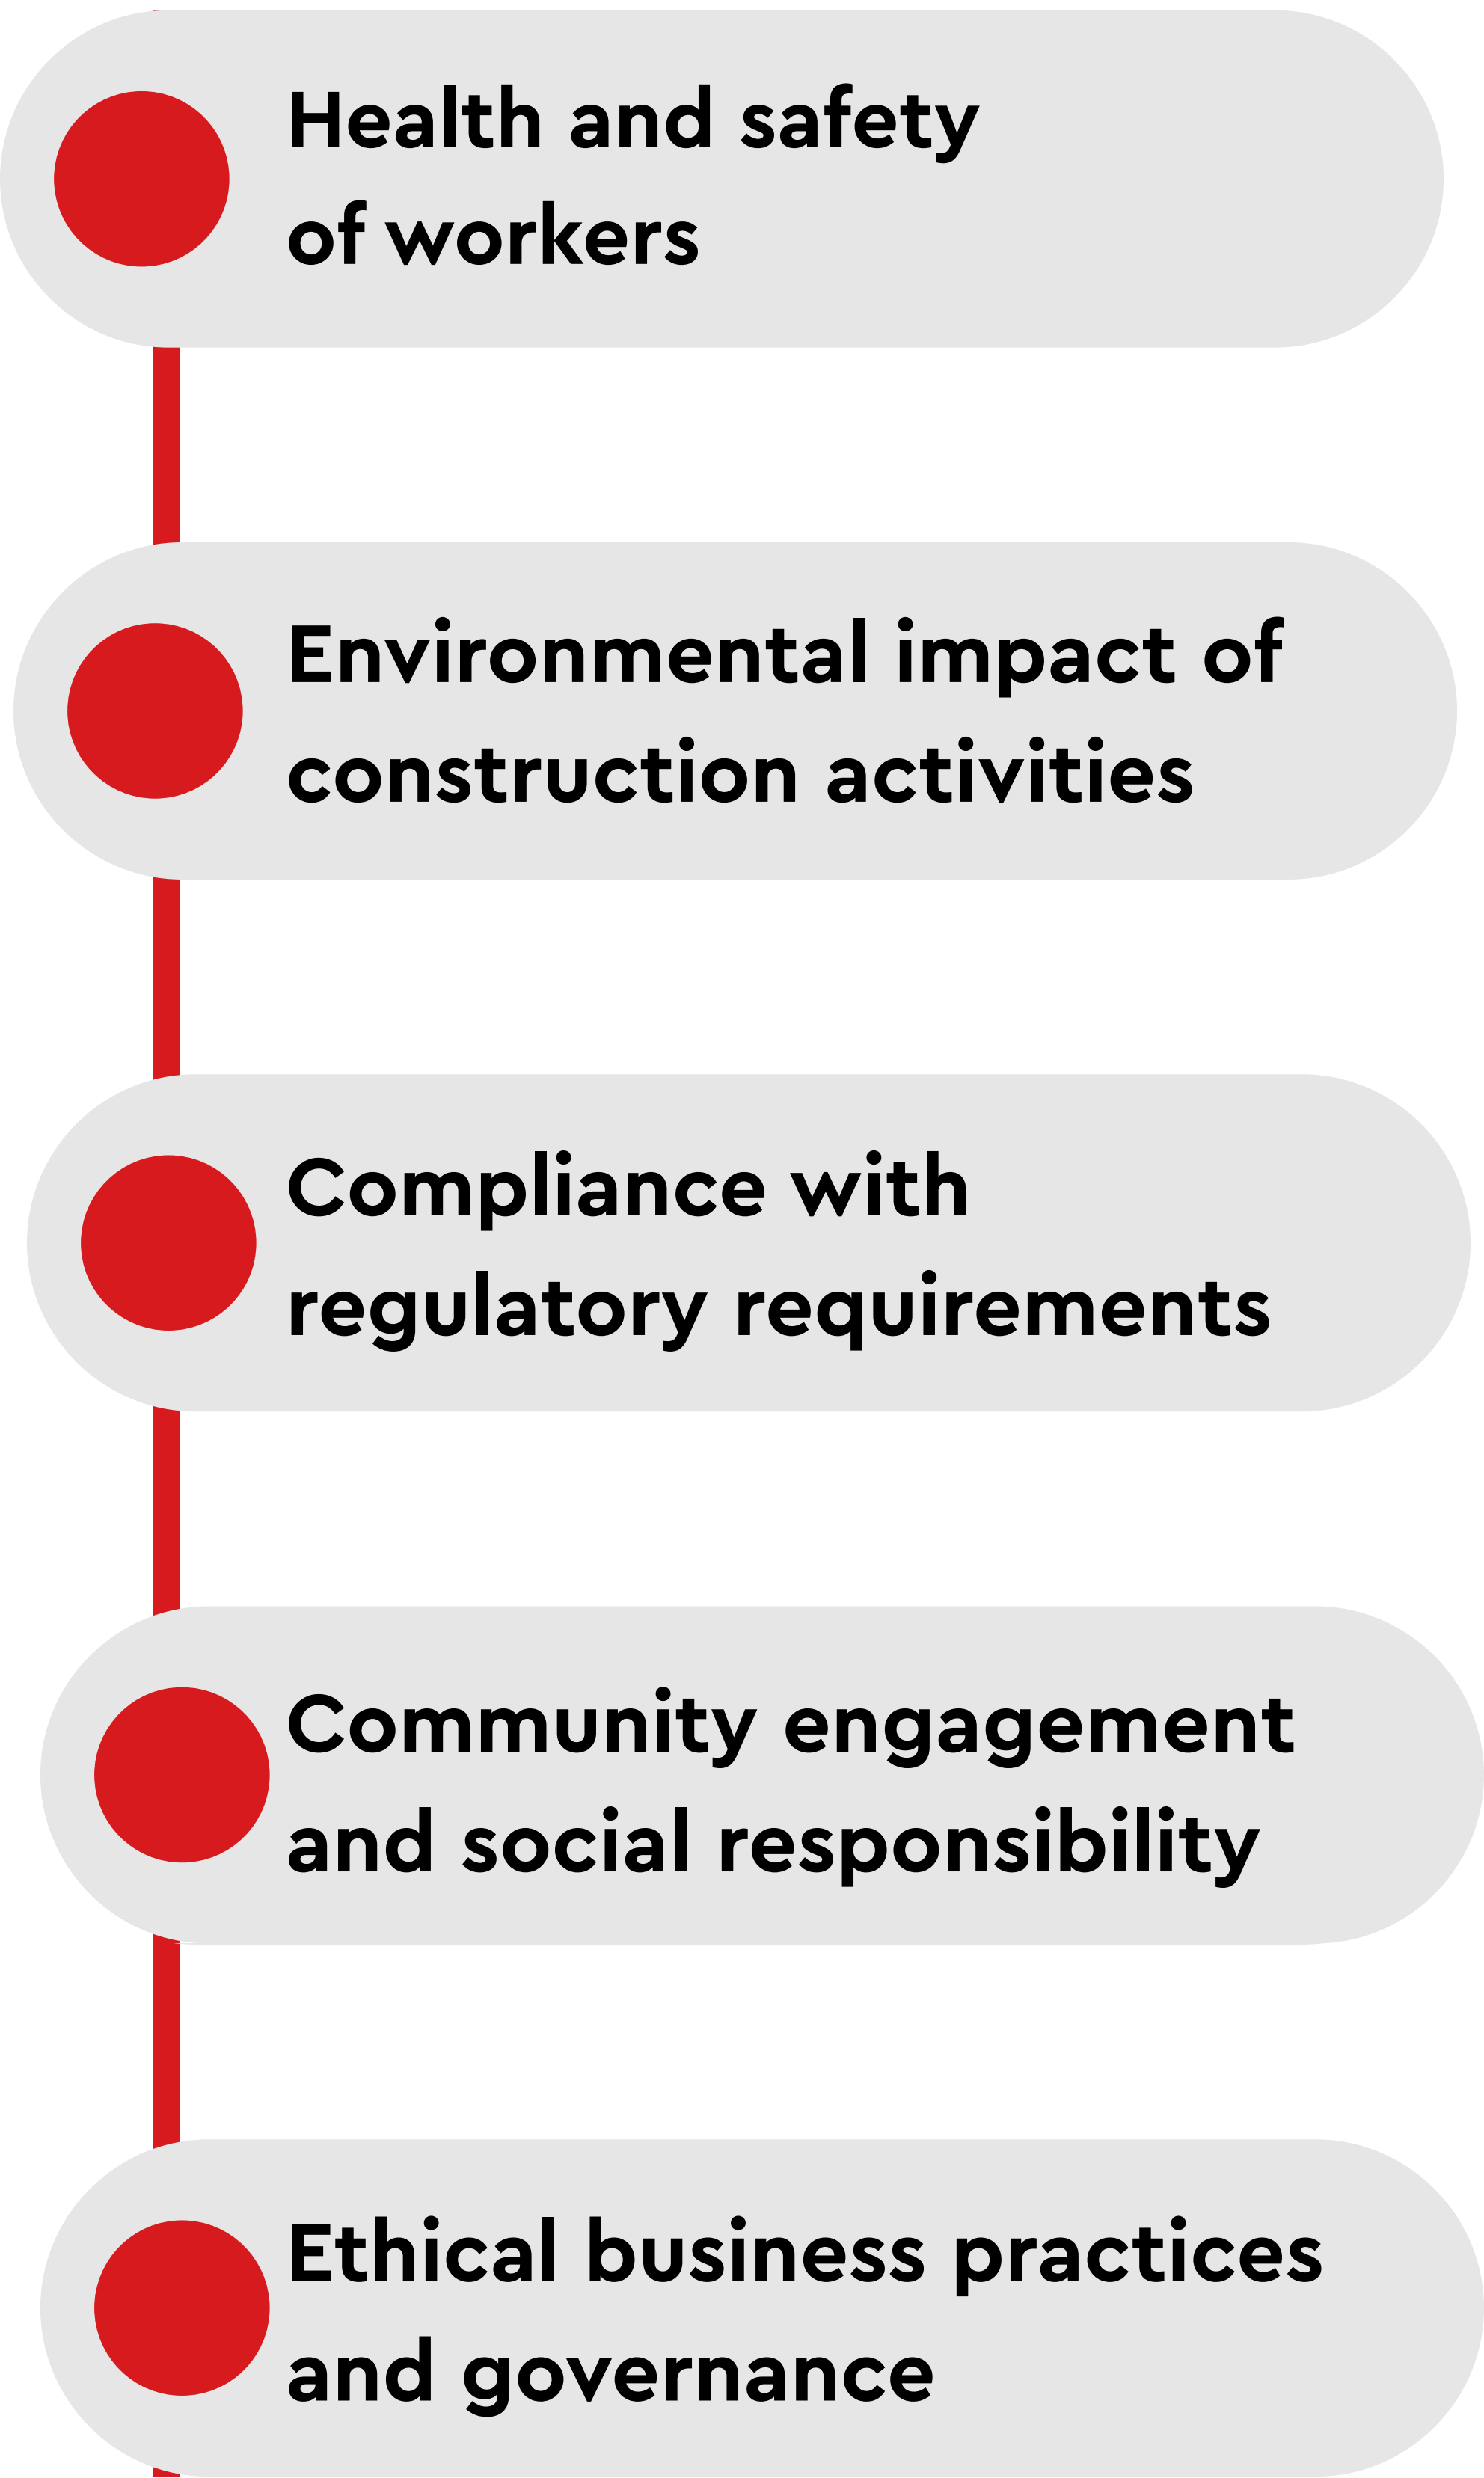 Health and safety
of workers
Environmental impact of
construction activities
Compliance with
regulatory requirements
Community engagement
and social responsibility
Ethical business practices
and governance